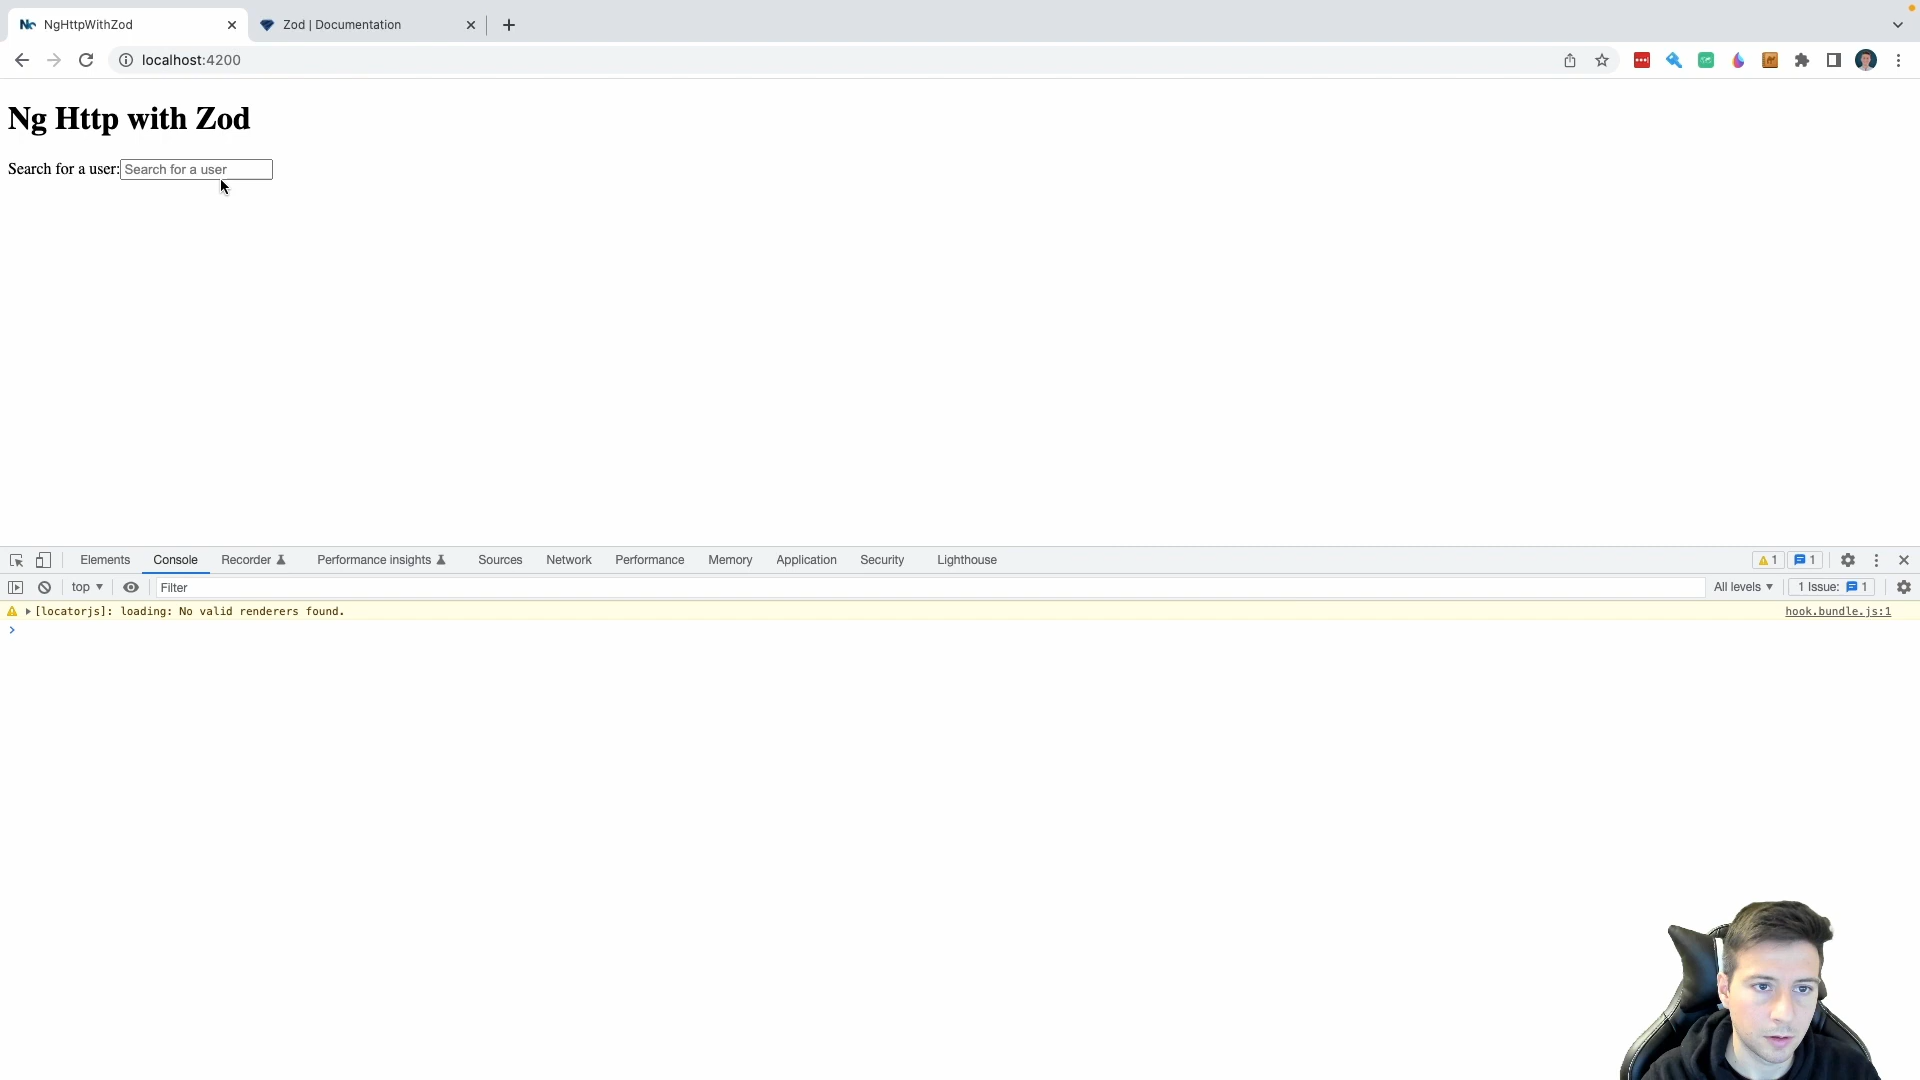 NgHttpWithZod
Zod | Documentation
localhost:4200
Ng Http with Zod
Search for a user:
Search for a user
Elements
Console
Recorder
Performance insights
Sources
Network
Performance
Memory
Application
Security
Lighthouse
1
1
top
Filter
All levels
1 Issue:
1
[locatorjs]: loading: No valid renderers found.
hook.bundle.js:1